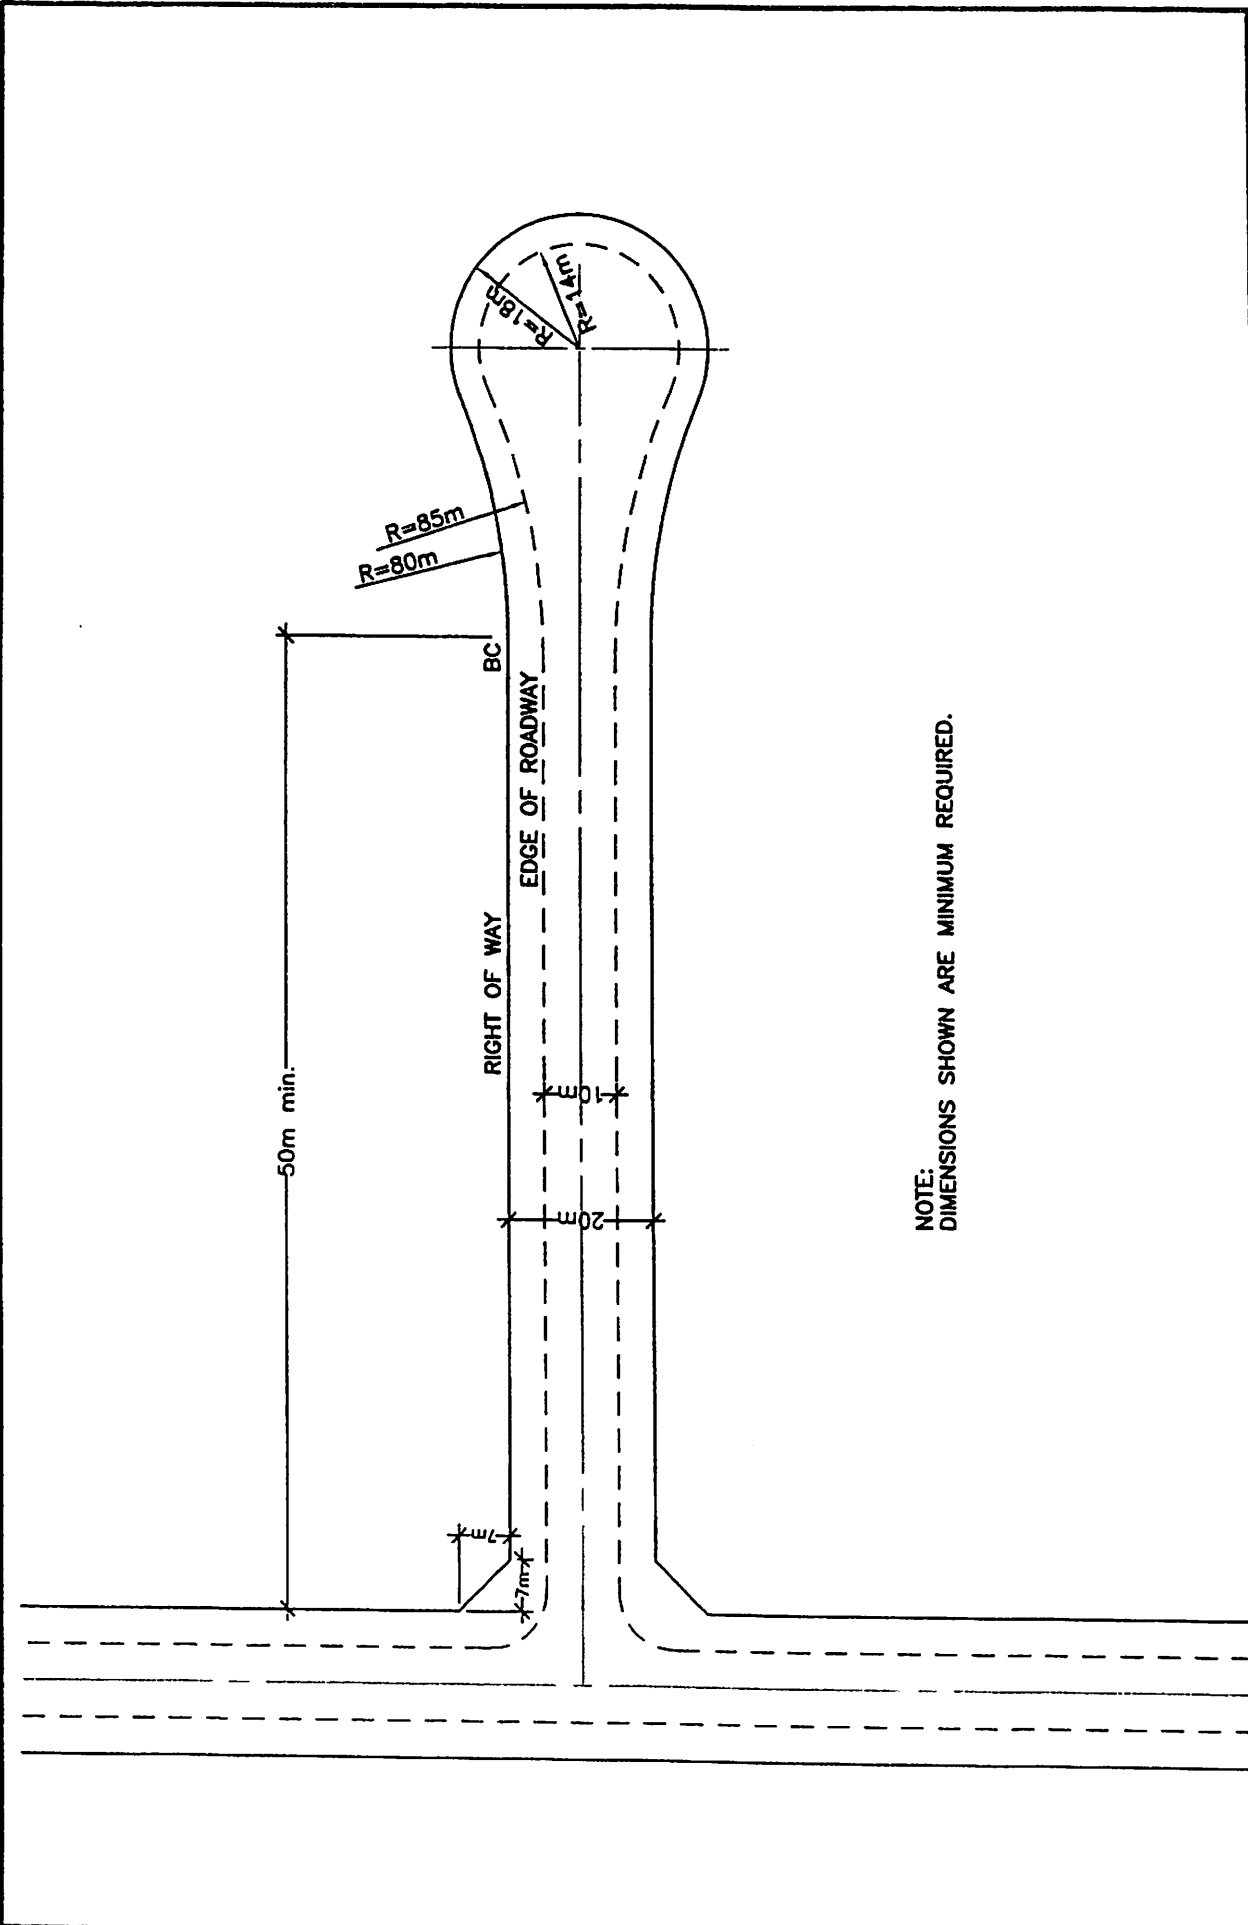 R=18m
R=14m
R=85m
R=80m
BC
50m min.
EDGE OF ROADWAY
RIGHT OF WAY
10m
20m
7m
7m
NOTE:
DIMENSIONS SHOWN ARE MINIMUM REQUIRED.